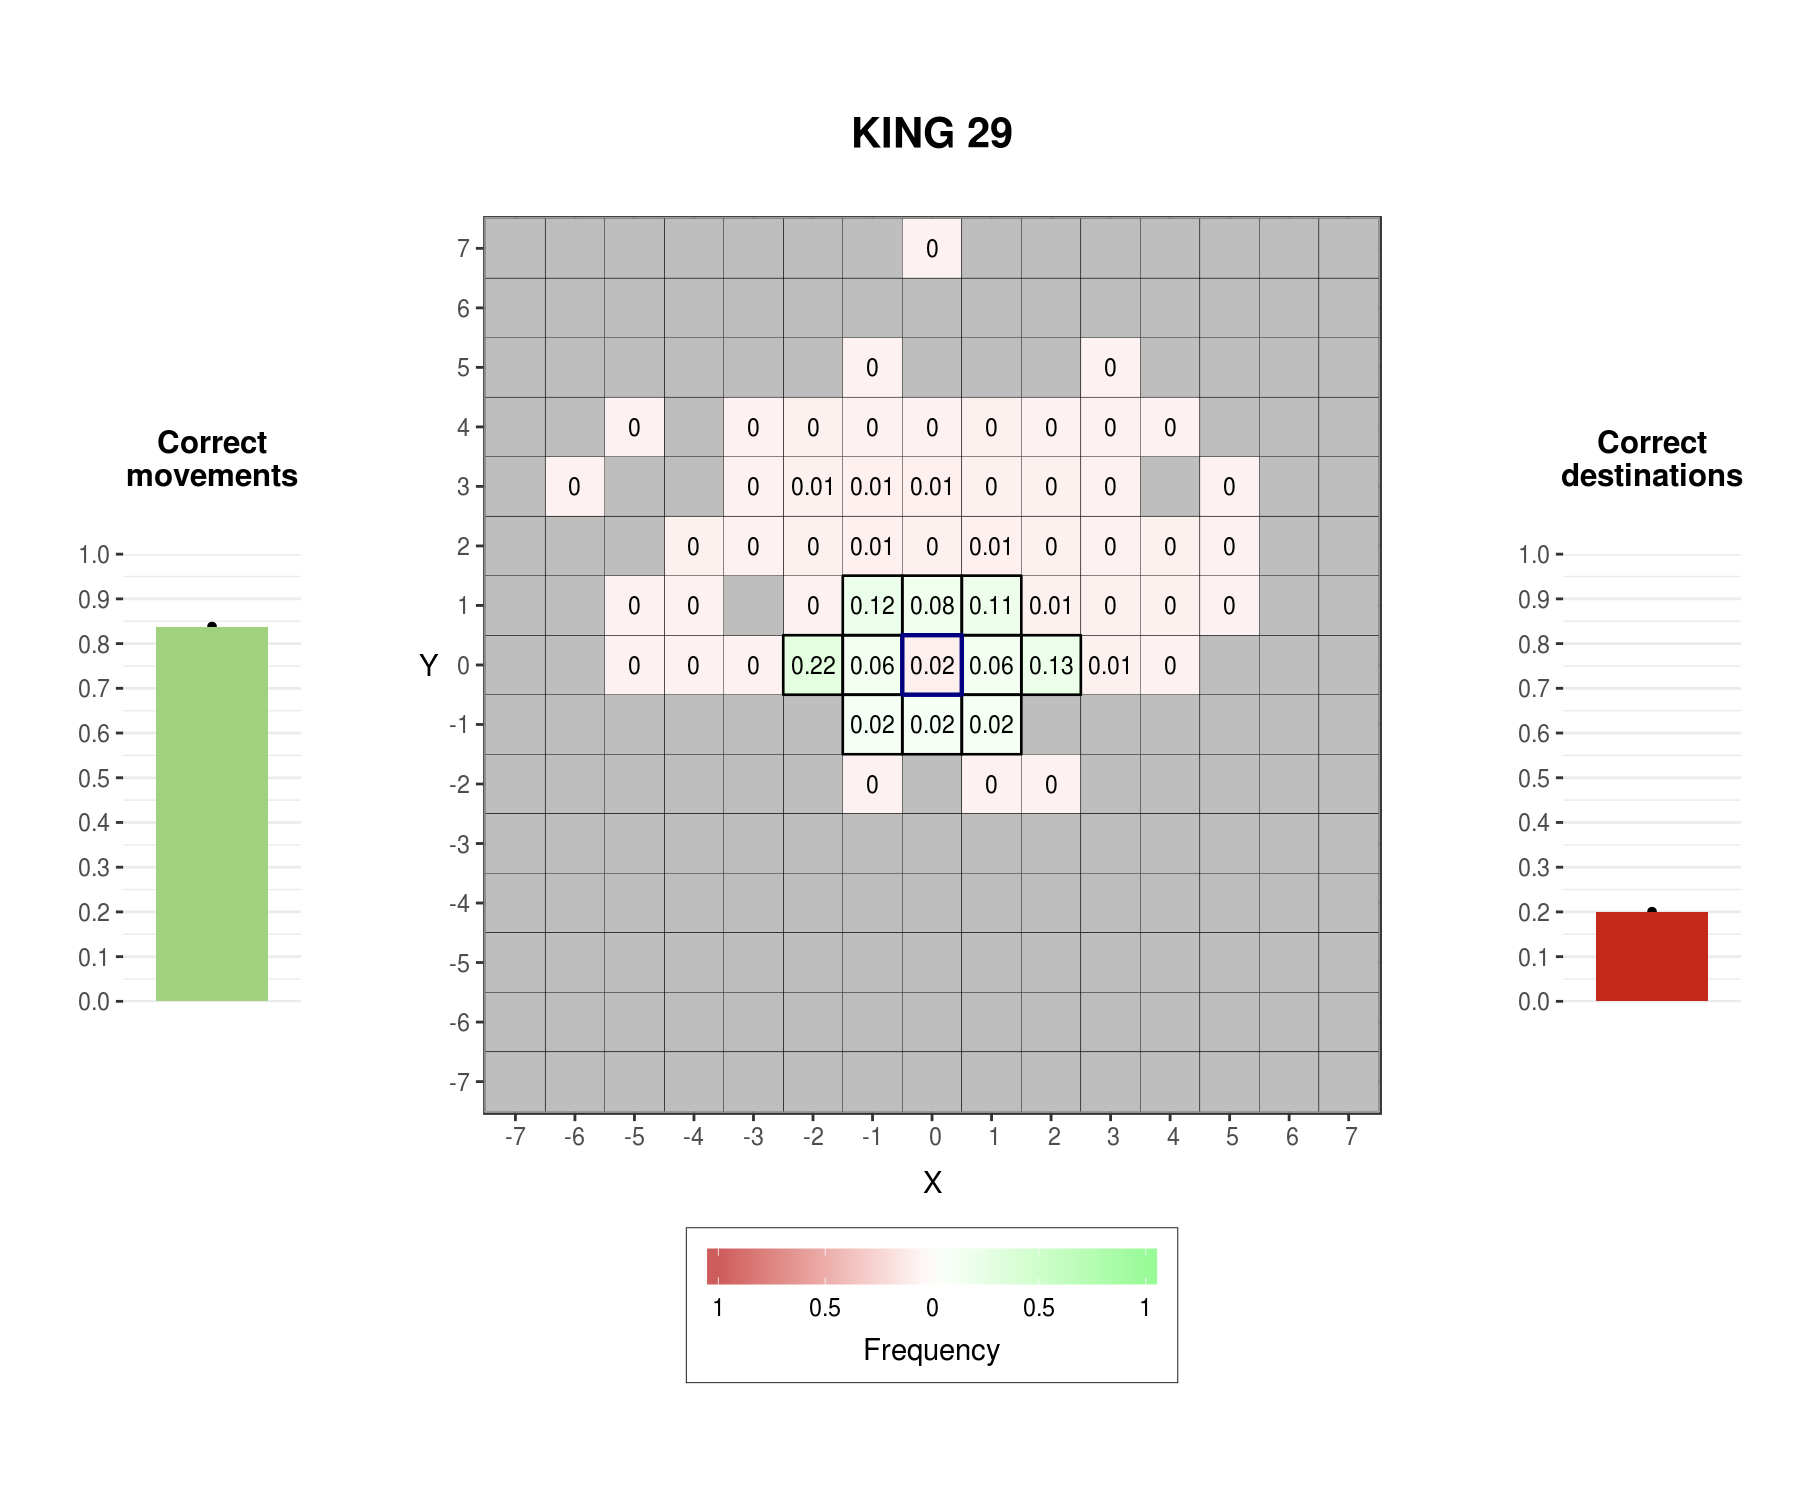 KING 29
Correct
movements
1.0
0.9
0.8
0.7
0.6
0.5
0.4
0.3
0.2
0.1
0.0
Y
7 0
6
5 0 0
4 0 0 0 0 0 0 0 0 0
3 0 0 0.01 0.01 0.01 0 0 0 0
2 0 0 0 0.01 0 0.01 0 0 0 0
1 0 0 0 0.12 0.08 0.11 0.01 0 0 0
0 0 0 0 0.22 0.06 0.02 0.06 0.13 0.01 0
-1 0.02 0.02 0.02
-2 0 0 0
-3
-4
-5
-6
-7
-7 -6 -5 -4 -3 -2 -1 0 1 2 3 4 5 6 7
X
1 0.5 0 0.5 1
Frequency
Correct
destinations
1.0
0.9
0.8
0.7
0.6
0.5
0.4
0.3
0.2
0.1
0.0